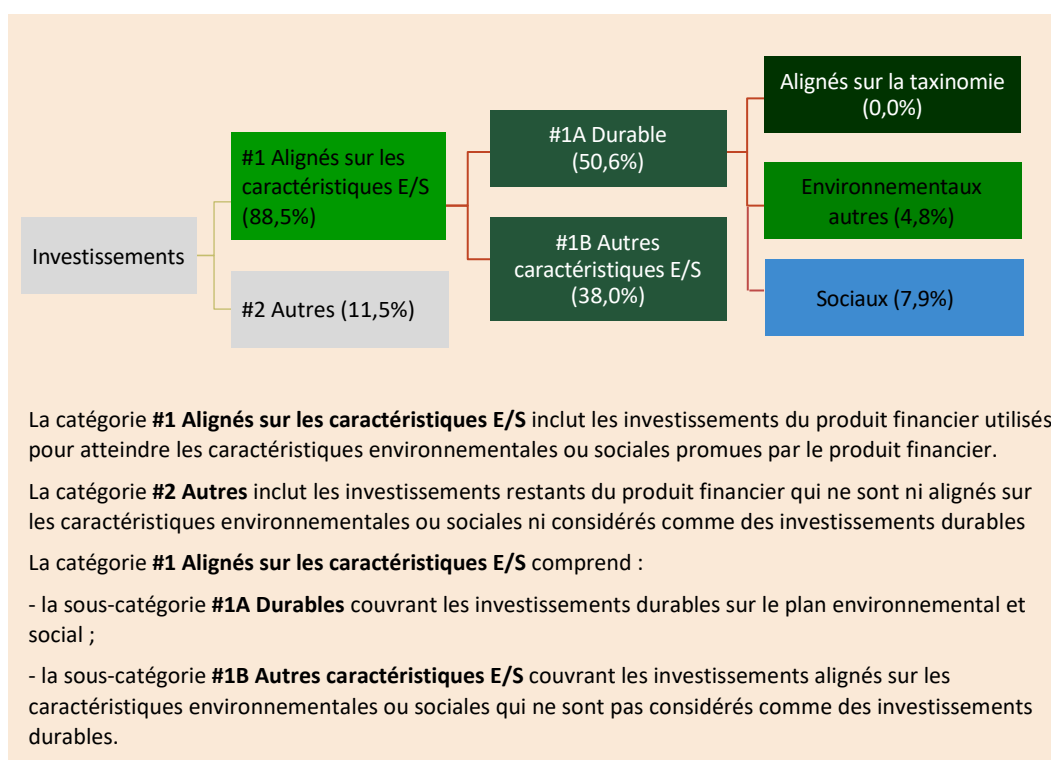 Investissements
#1 Alignés sur les
caractéristiques E/S
(88,5%)
#2 Autres (11,5%)
#1A Durable
(50,6%)
#1B Autres
caractéristiques E/S
(38,0%)
Alignés sur la taxinomie
(0,0%)
Environnementaux
autres (4,8%)
Sociaux (7,9%)
La catégorie #1 Alignés sur les caractéristiques E/S inclut les investissements du produit financier utilisés
pour atteindre les caractéristiques environnementales ou sociales promues par le produit financier.
La catégorie #2 Autres inclut les investissements restants du produit financier qui ne sont ni alignés sur
les caractéristiques environnementales ou sociales ni considérés comme des investissements durables
La catégorie #1 Alignés sur les caractéristiques E/S comprend :
- la sous-catégorie #1A Durables couvrant les investissements durables sur le plan environnemental et
social ;
- la sous-catégorie #1B Autres caractéristiques E/S couvrant les investissements alignés sur les
caractéristiques environnementales ou sociales qui ne sont pas considérés comme des investissements
durables.